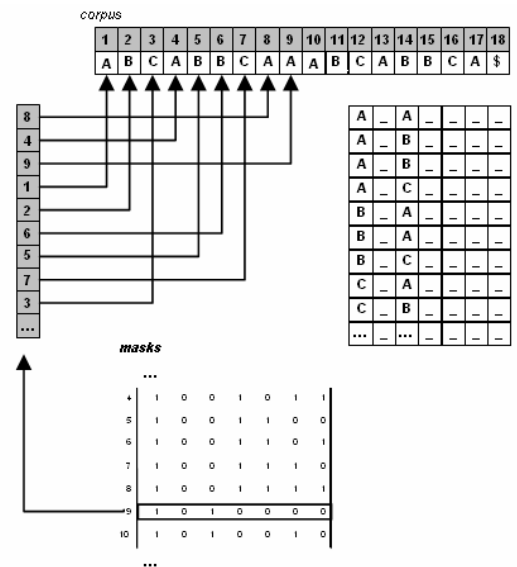 corpus
1 2 3 4 5 6 7 8 9 10 11 12 13 14 15 16 17 18
A B C A B B C A A A B C A B B C A $
8
4
9
1
2
6
5
7
3
...
A _ A _ _ _ _
A _ B _ _ _ _
A _ B _ _ _ _
A _ C _ _ _ _
B _ A _ _ _ _
B _ A _ _ _ _
B _ C _ _ _ _
C _ A _ _ _ _
C _ B _ _ _ _
... _ ... _ _ _ _
masks
...
4 1 0 0 1 0 1 1
5 1 0 0 1 1 0 0
6 1 0 0 1 1 0 1
7 1 0 0 1 1 1 0
8 1 0 0 1 1 1 1
9 1 0 1 0 0 0 0
10 1 0 1 0 0 1 0
...